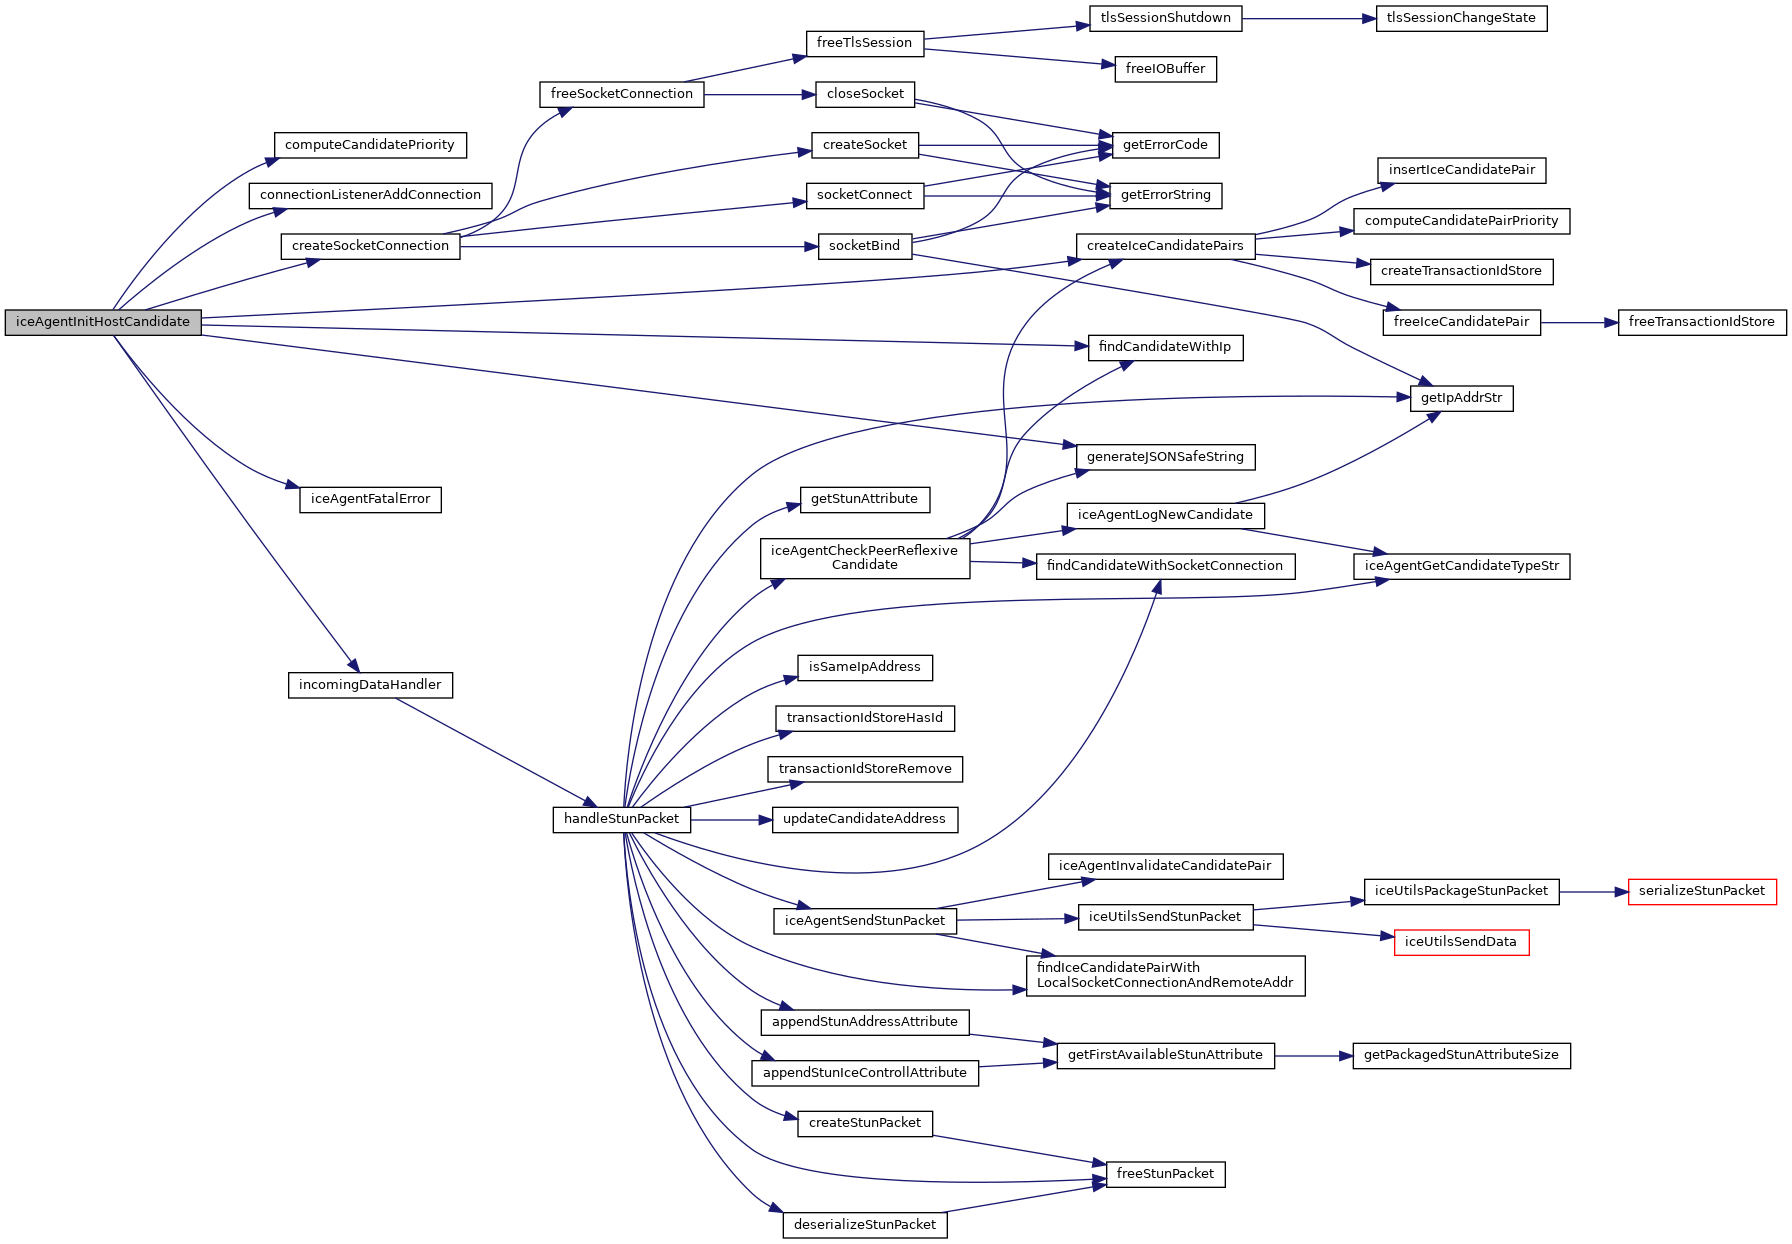 tlsSessionShutdown
tlsSessionChangeState
freeTlsSession
freeIOBuffer
freeSocketConnection
closeSocket
computeCandidatePriority
createSocket
getErrorCode
insertIceCandidatePair
connectionListenerAddConnection
socketConnect
getErrorString
computeCandidatePairPriority
createSocketConnection
socketBind
createIceCandidatePairs
createTransactionIdStore
iceAgentInitHostCandidate
freeIceCandidatePair
freeTransactionIdStore
findCandidateWithIp
getIpAddrStr
generateJSONSafeString
iceAgentFatalError
getStunAttribute
iceAgentLogNewCandidate
iceAgentCheckPeerReflexive
Candidate
findCandidateWithSocketConnection
iceAgentGetCandidateTypeStr
isSameIpAddress
incomingDataHandler
transactionIdStoreHasId
transactionIdStoreRemove
handleStunPacket
updateCandidateAddress
iceAgentInvalidateCandidatePair
iceUtilsPackageStunPacket
serializeStunPacket
iceAgentSendStunPacket
iceUtilsSendStunPacket
iceUtilsSendData
findIceCandidatePairWith
LocalSocketConnectionAndRemoteAddr
appendStunAddressAttribute
getFirstAvailableStunAttribute
getPackagedStunAttributeSize
appendStunIceControllAttribute
createStunPacket
freeStunPacket
deserializeStunPacket